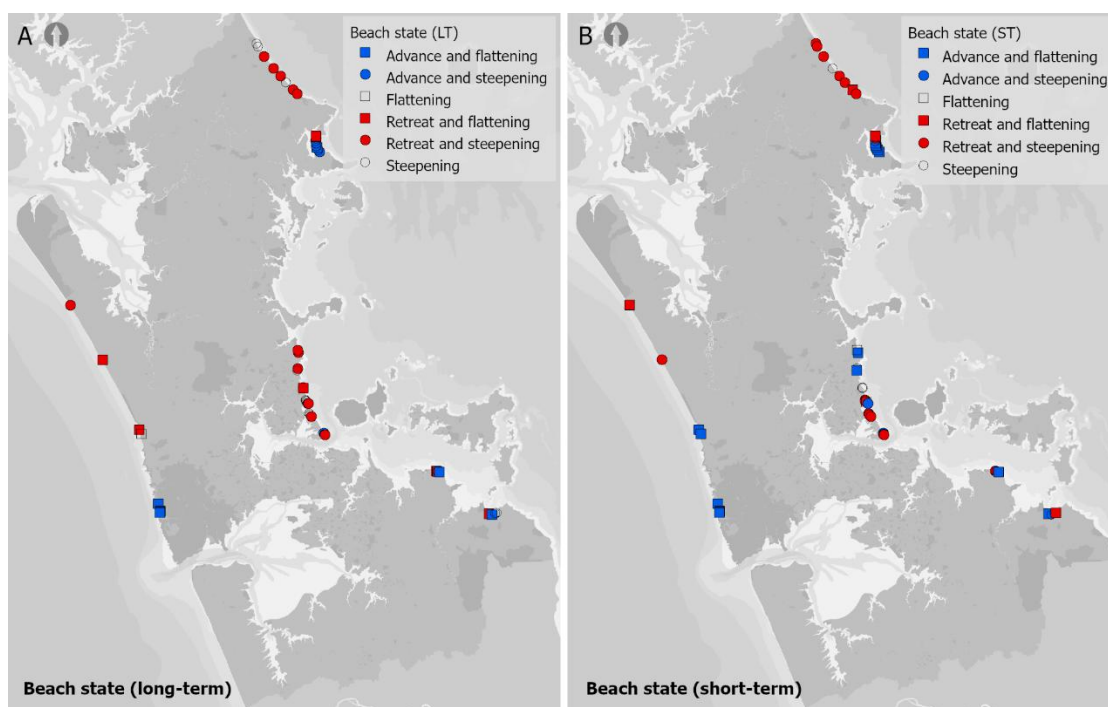 A
Beach state (LT)
Advance and flattening
Advance and steepening
Flattening
Retreat and flattening
Retreat and steepening
Steepening
Beach state (long-term)
B
Beach state (ST)
Advance and flattening
Advance and steepening
Flattening
Retreat and flattening
Retreat and steepening
Steepening
Beach state (short-term)